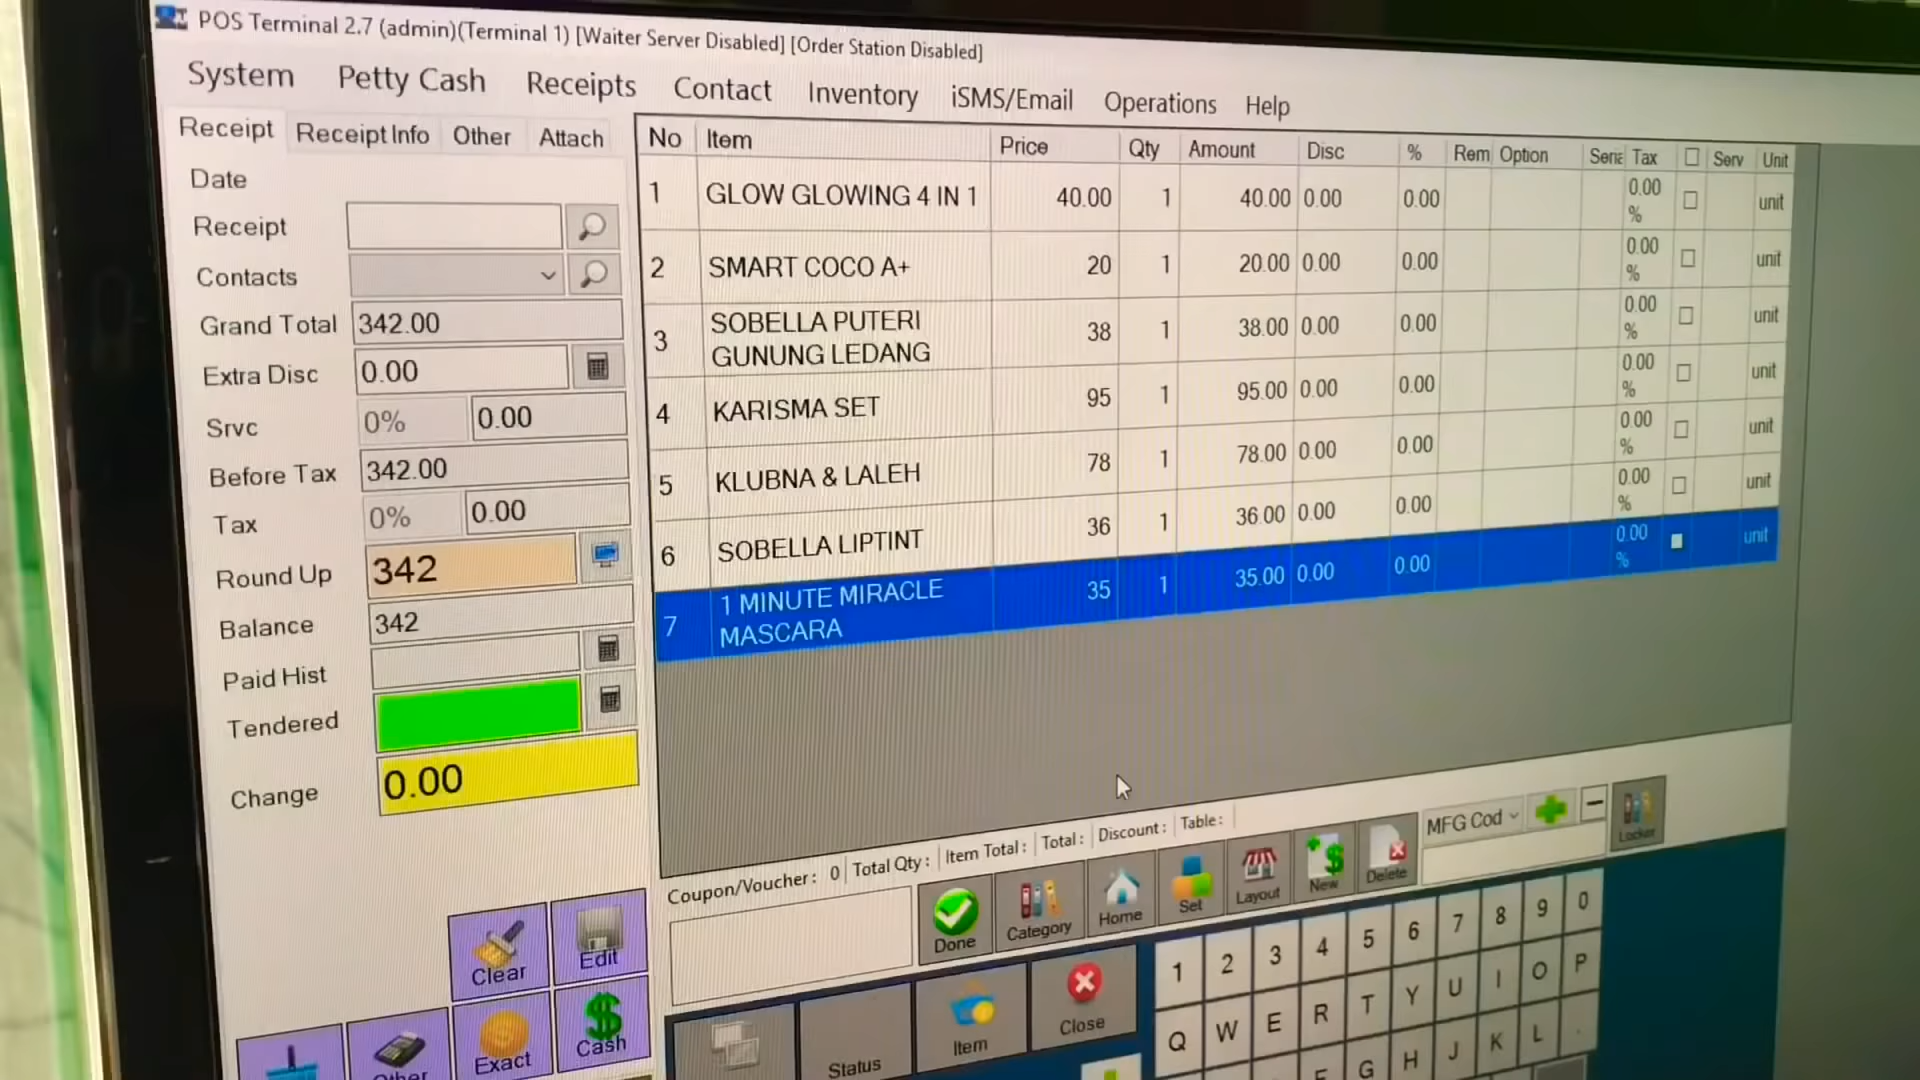 POS Terminal 2.7 (admin)(Terminal 1) [Waiter Server Disabled] [Order Station Disabled]
System Petty Cash Receipts Contact Inventory iSMS/Email Operations Help
Receipt Receipt Info Other Attach
Date
Receipt
Contacts
Grand Total 342.00
Extra Disc 0.00
Srvc 0% 0.00
Before Tax 342.00
Tax 0% 0.00
Round Up 342
Balance 342
Paid Hist
Tendered
Change 0.00
Clear Edit
Other Exact Cash
No Item Price Qty Amount Disc % Rem Option Seria Tax Serv Unit
1 GLOW GLOWING 4 IN 1 40.00 1 40.00 0.00 0.00 0.00 % unit
2 SMART COCO A+ 20 1 20.00 0.00 0.00 0.00 % unit
3 SOBELLA PUTERI GUNUNG LEDANG 38 1 38.00 0.00 0.00 0.00 % unit
4 KARISMA SET 95 1 95.00 0.00 0.00 0.00 % unit
5 KLUBNA & LALEH 78 1 78.00 0.00 0.00 0.00 % unit
6 SOBELLA LIPTINT 36 1 36.00 0.00 0.00 0.00 % unit
7 1 MINUTE MIRACLE MASCARA 35 1 35.00 0.00 0.00 0.00 % unit
Coupon/Voucher: 0 Total Qty: Item Total: Total: Discount: Table:
Done Category Home Set Layout New Delete MFG Cod Locker
Status Item Close
1 2 3 4 5 6 7 8 9 0
Q W E R T Y U I O P
F G H J K L .